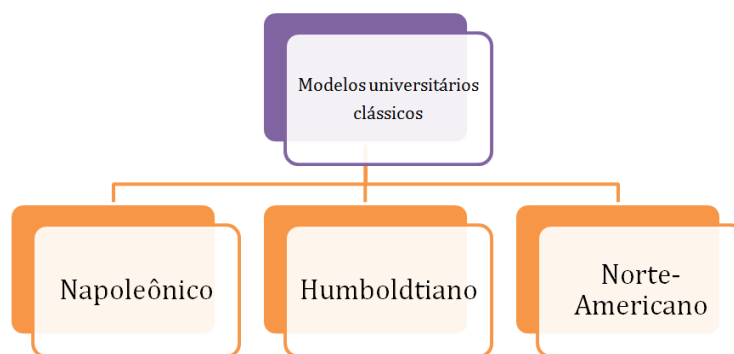 Modelos universitários
clássicos
Napoleônico
Humboldtiano
Norte-
Americano